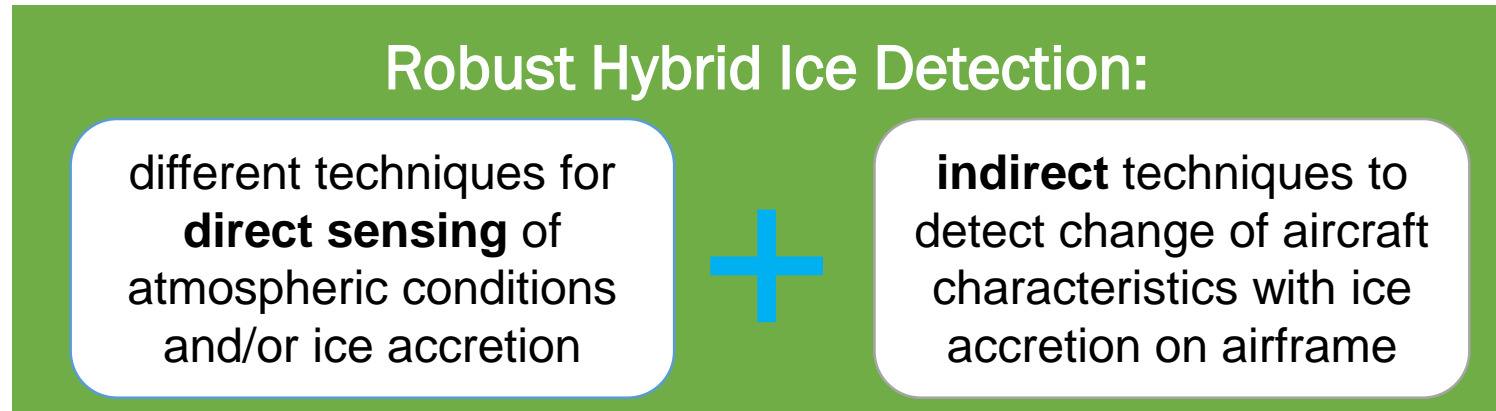 Robust Hybrid Ice Detection:
different techniques for
direct sensing of
atmospheric conditions
and/or ice accretion
+
indirect techniques to
detect change of aircraft
characteristics with ice
accretion on airframe